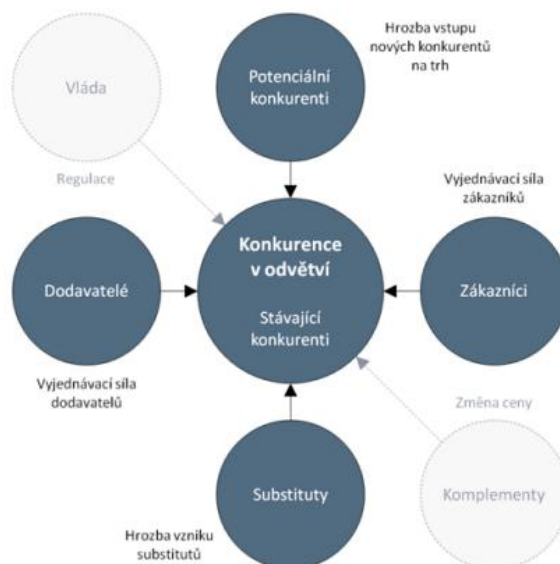 Hrozba vstupu
nových konkurentů
na trh
Potenciální
konkurenti
Vláda
Regulace
Vyjednávací síla
zákazníků
Konkurence
v odvětví
Stávající
konkurenti
Dodavatelé
Zákazníci
Vyjednávací síla
dodavatelů
Změna ceny
Substituty
Komplementy
Hrozba vzniku
substitutů